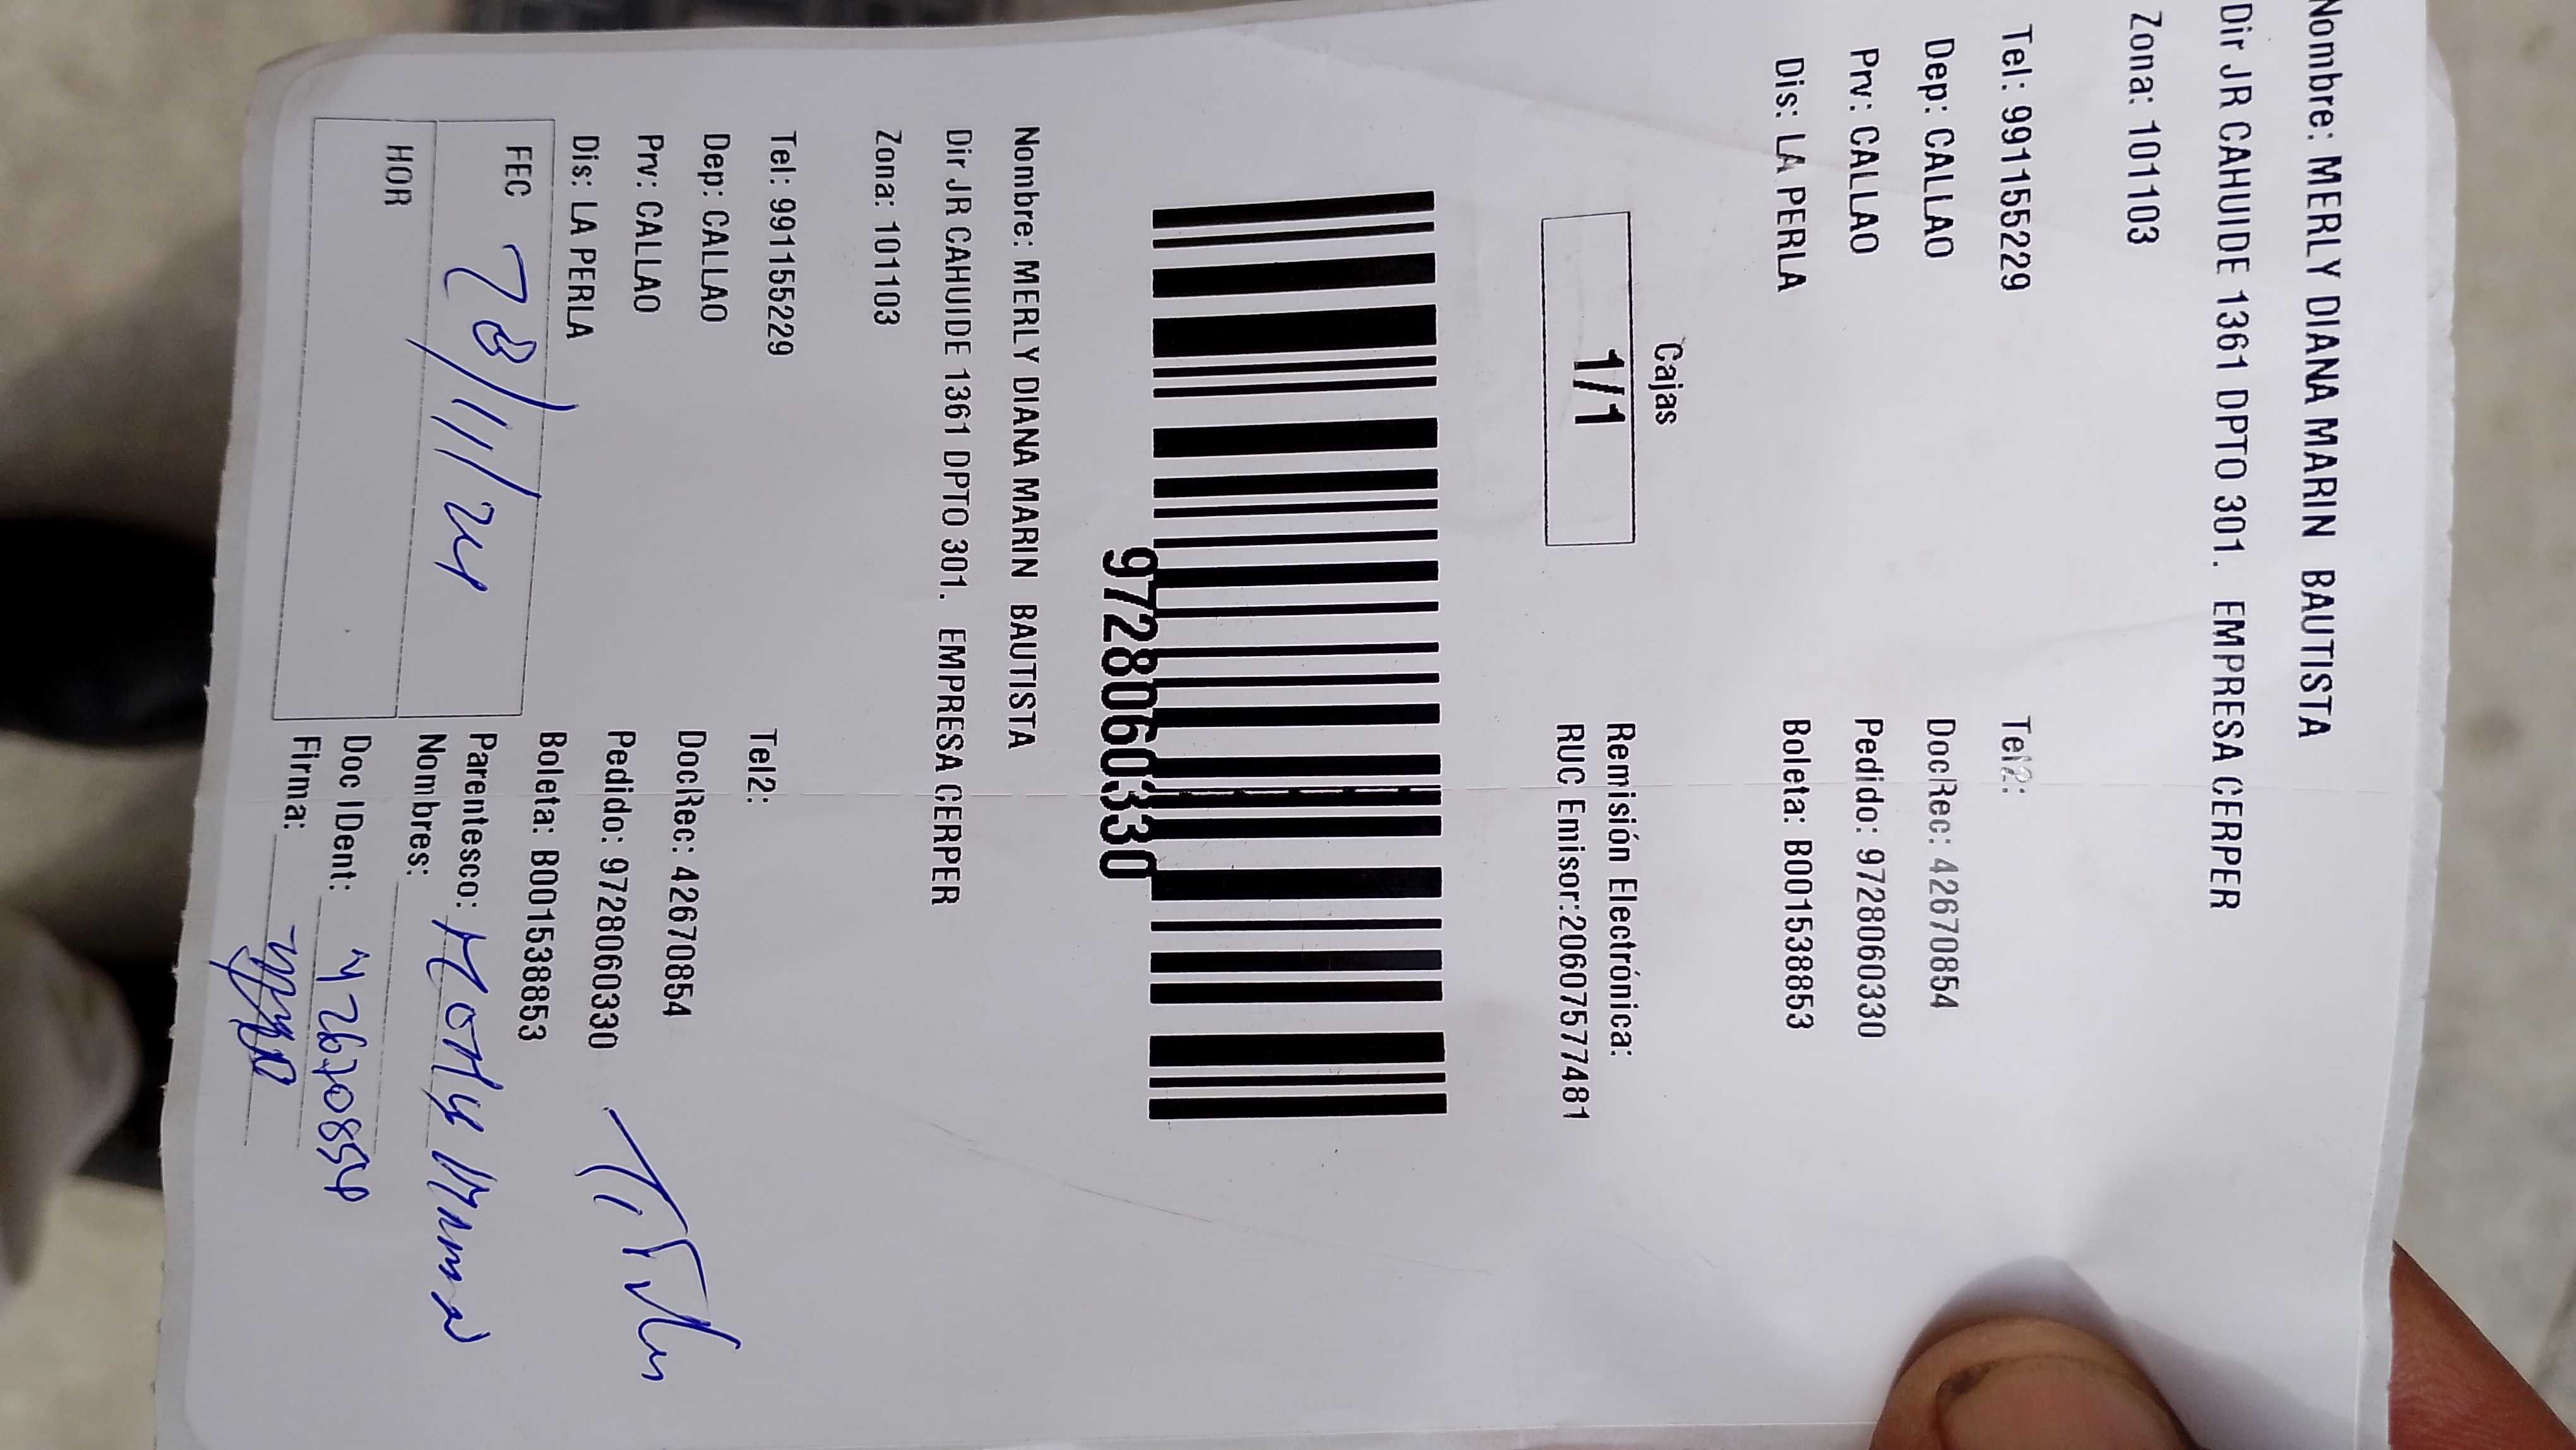 Nombre: MERLY DIANA MARIN BAUTISTA
Dir JR CAHUIDE 1361 DPTO 301. EMPRESA CERPER
Zona: 101103
Tel: 991155229 Tel2:
Dep: CALLAO DocRec: 42670854
Prv: CALLAO Pedido: 9728060330
Dis: LA PERLA Boleta: B001538853
Cajas
1/1
Remisión Electrónica:
RUC Emisor:20607577481
9728060330
Nombre: MERLY DIANA MARIN BAUTISTA
Dir JR CAHUIDE 1361 DPTO 301. EMPRESA CERPER
Zona: 101103
Tel: 991155229 Tel2:
Dep: CALLAO DocRec: 42670854
Prv: CALLAO Pedido: 9728060330
Dis: LA PERLA Boleta: B001538853
FEC
Parentesco:
HOR
Nombres:
Doc IDent: 42670854
Firma: